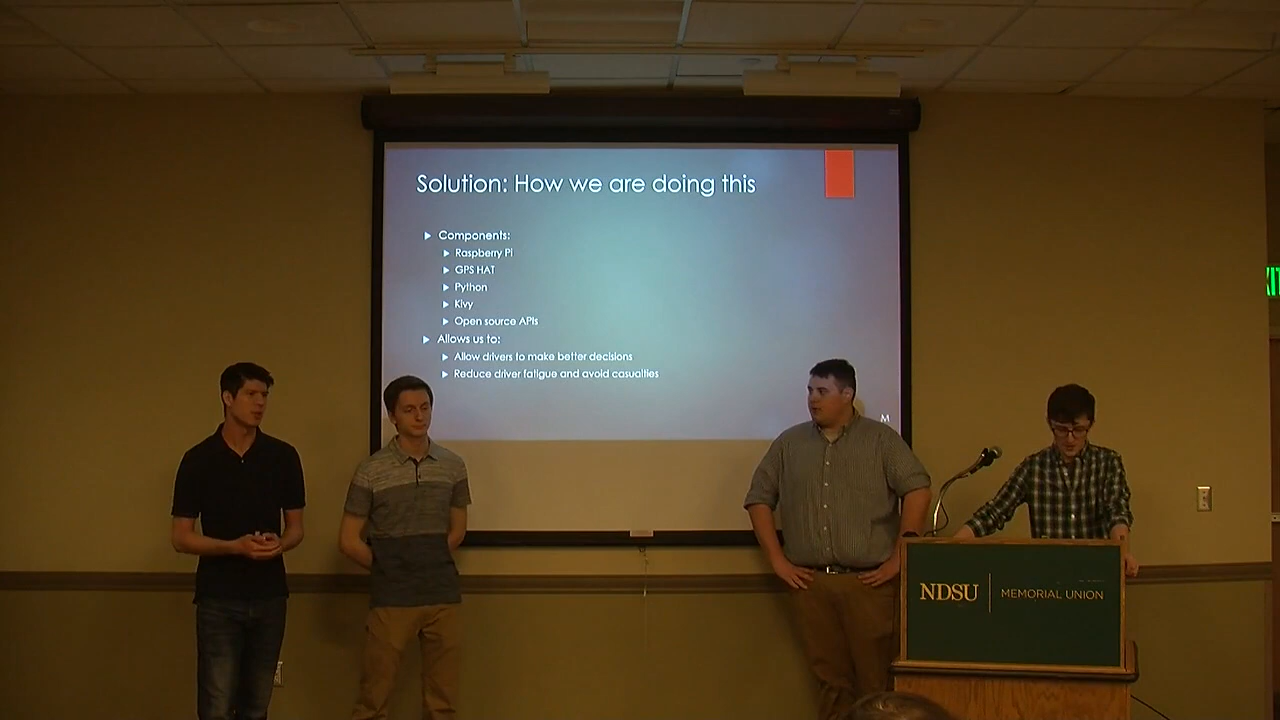 Solution: How we are doing this
Components:
Raspberry Pi
GPS HAT
Python
Kivy
Open source APIs
Allows us to:
Allow drivers to make better decisions
Reduce driver fatigue and avoid casualties
M
XIT
NDSU | MEMORIAL UNION